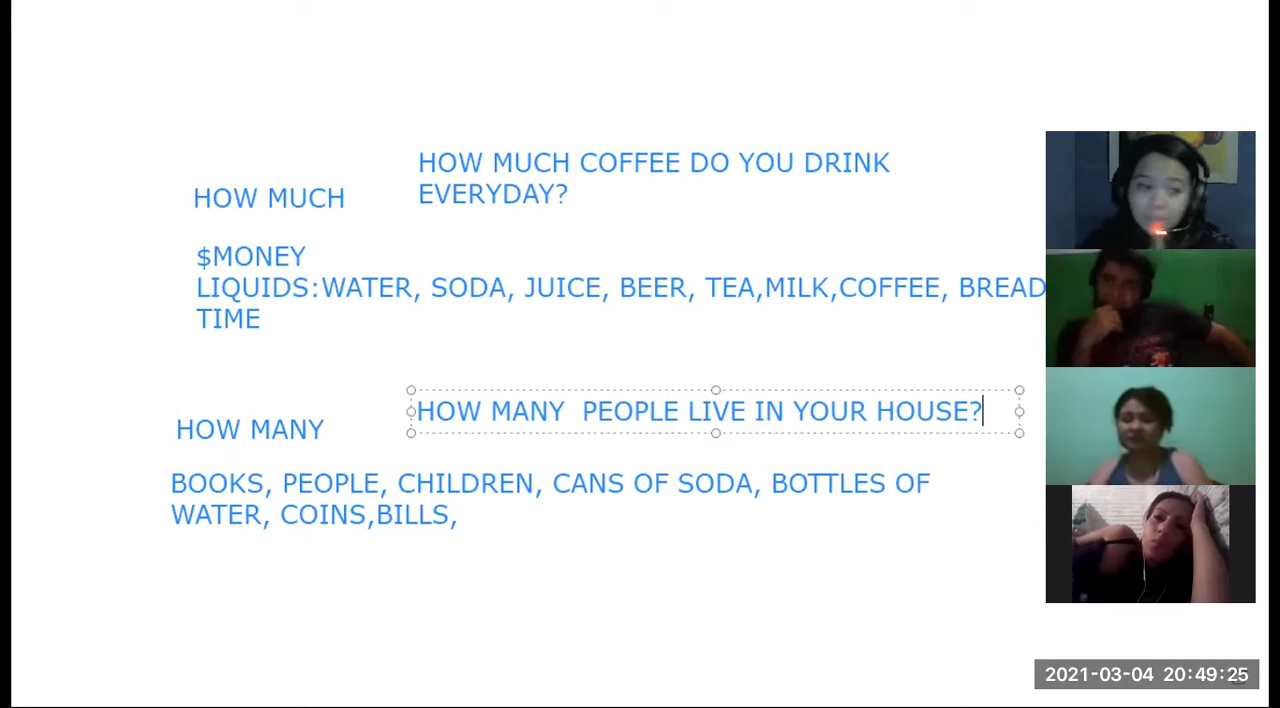 HOW MUCH COFFEE DO YOU DRINK
EVERYDAY?
HOW MUCH
$MONEY
LIQUIDS:WATER, SODA, JUICE, BEER, TEA,MILK,COFFEE, BREAD
TIME
HOW MANY  PEOPLE LIVE IN YOUR HOUSE?
HOW MANY
BOOKS, PEOPLE, CHILDREN, CANS OF SODA, BOTTLES OF
WATER, COINS,BILLS,
2021-03-04 20:49:25